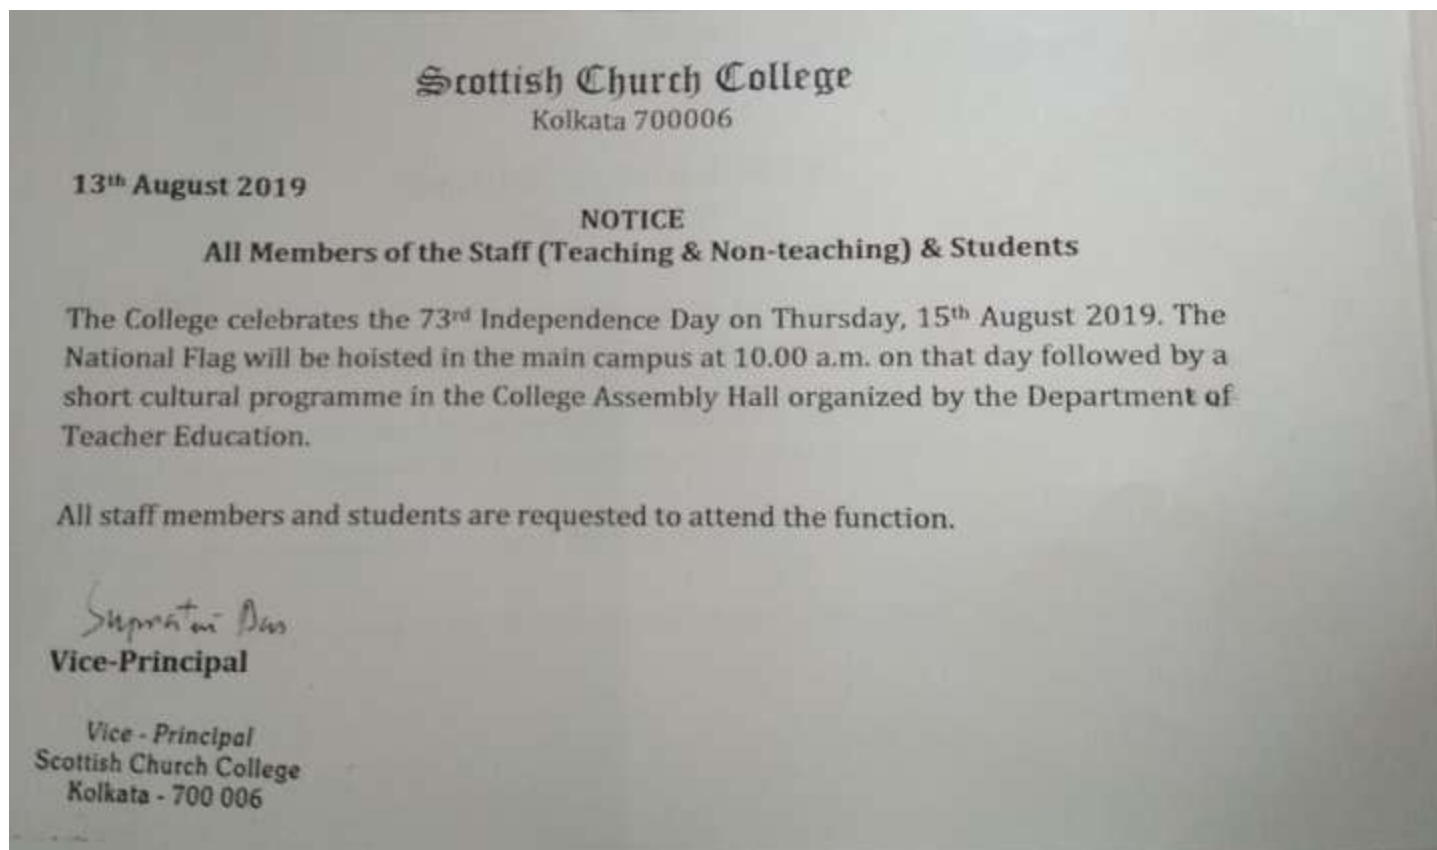 Scottish Church College
Kolkata 700006
13th August 2019
NOTICE
All Members of the Staff (Teaching & Non-teaching) & Students
The College celebrates the 73rd Independence Day on Thursday, 15th August 2019. The
National Flag will be hoisted in the main campus at 10.00 a.m. on that day followed by a
short cultural programme in the College Assembly Hall organized by the Department of
Teacher Education.
All staff members and students are requested to attend the function.
Das
Vice-Principal
Vice - Principal
Scottish Church College
Kolkata - 700 006